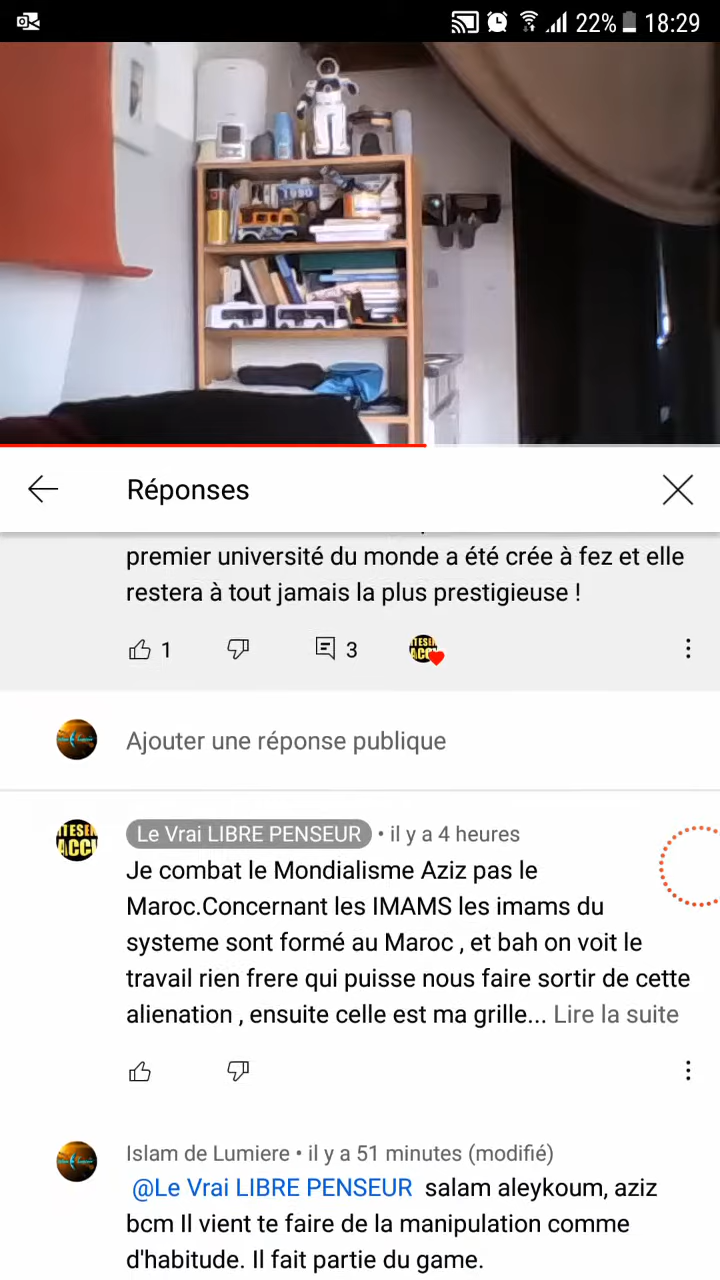 22% 18:29
1990
Réponses
premier université du monde a été crée à fez et elle
restera à tout jamais la plus prestigieuse !
1 3
Ajouter une réponse publique
Le Vrai LIBRE PENSEUR • il y a 4 heures
Je combat le Mondialisme Aziz pas le
Maroc.Concernant les IMAMS les imams du
systeme sont formé au Maroc , et bah on voit le
travail rien frere qui puisse nous faire sortir de cette
alienation , ensuite celle est ma grille... Lire la suite
Islam de Lumiere • il y a 51 minutes (modifié)
@Le Vrai LIBRE PENSEUR salam aleykoum, aziz
bcm Il vient te faire de la manipulation comme
d'habitude. Il fait partie du game.